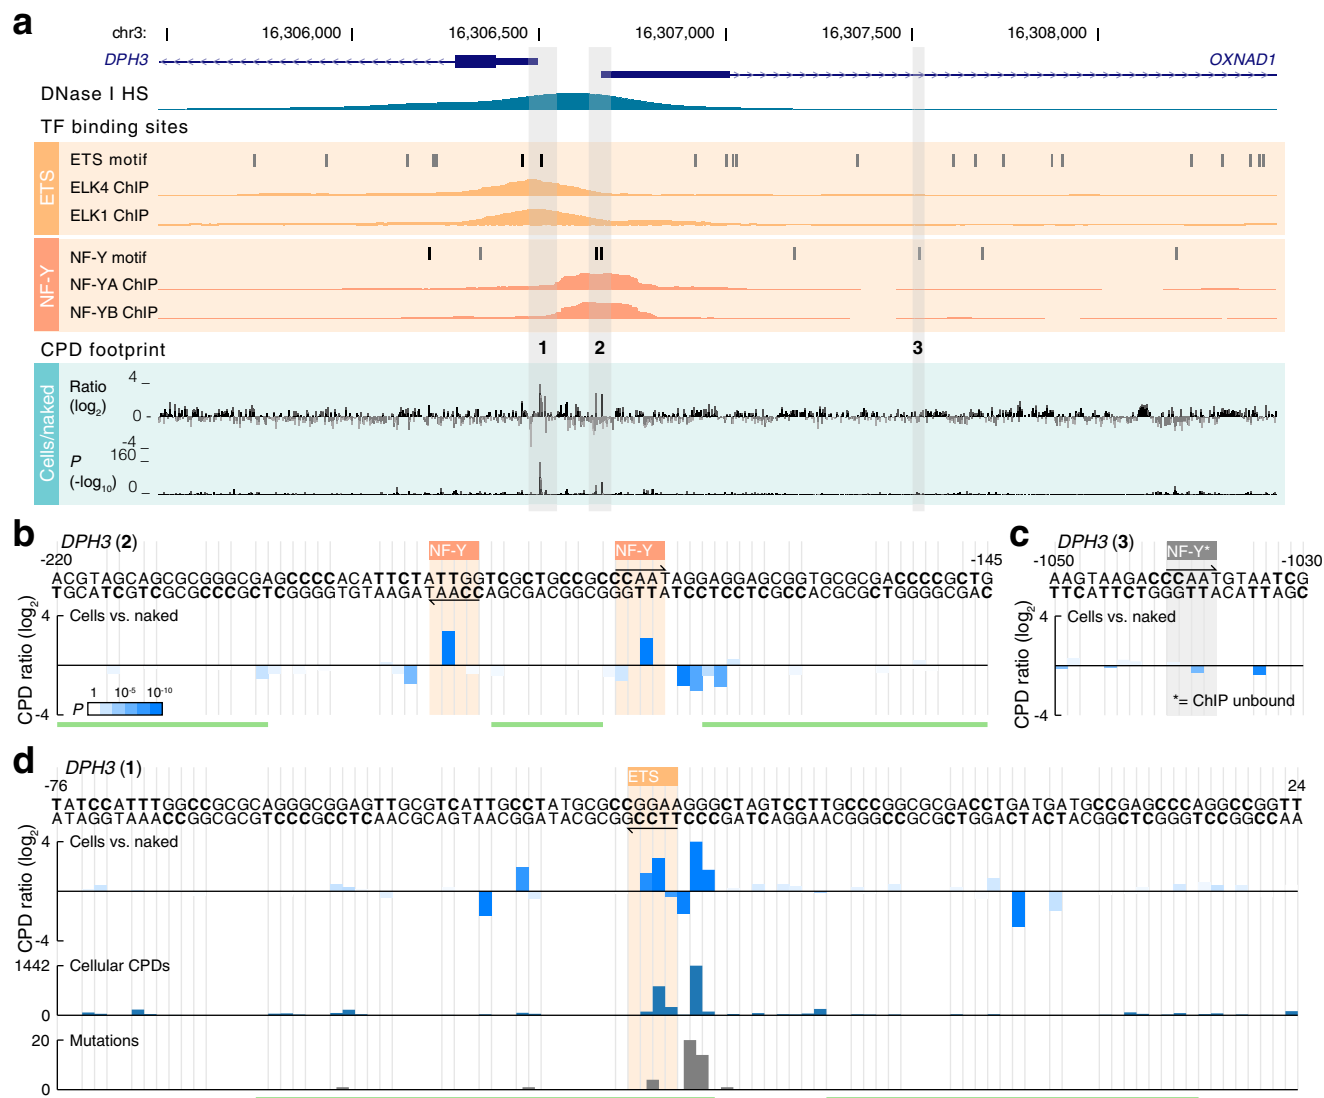 a
chr3: 16,306,000 16,306,500 16,307,000 16,307,500 16,308,000
DPH3 OXNAD1
DNase I HS
TF binding sites
ETS
ETS motif
ELK4 ChIP
ELK1 ChIP
NF-Y
NF-Y motif
NF-YA ChIP
NF-YB ChIP
CPD footprint 1 2 3
Cells/naked
Ratio (log2)
4
0
-4
P (-log10)
160
0
b
DPH3 (2)
NF-Y NF-Y
-220 -145
ACGTAGCAGCGCGGGCGAGCCCCACATTCTATTGGTCGCTGCCGCCCAATAGGAGGAGCGGTGCGCGACCCCGCTG
TGCATCGTCGCGCCCGCTCGGGGTGTAAGATAACCAGCGACGGCGGGTTATCCTCCTCGCCACGCGCTGGGGCGAC
CPD ratio (log2)
4
-4
Cells vs. naked
P 1 10-5 10-10
c
DPH3 (3)
NF-Y*
-1050 -1030
AAGTAAGACCCAATGTAATCG
TTCATTCTGGGTTACATTAGC
CPD ratio (log2)
4
-4
Cells vs. naked
*= ChIP unbound
d
DPH3 (1)
ETS
-76 24
TATCCATTTGGCCGCGCAGGGCGGAGTTGCGTCATTGCCTATGCGCCGGAAGGGCTAGTCCTTGCCCGGCGCGACCTGATGATGCCGAGCCCAGGCCGGTT
ATAGGTAAACCGGCGCGTCCCGCCTCAACGCAGTAACGGATACGCGGCCTTCCCGATCAGGAACGGGCCGCGCTGGACTACTACGGCTCGGGTCCGGCCAA
CPD ratio (log2)
4
-4
Cells vs. naked
1442
0
Cellular CPDs
20
0
Mutations